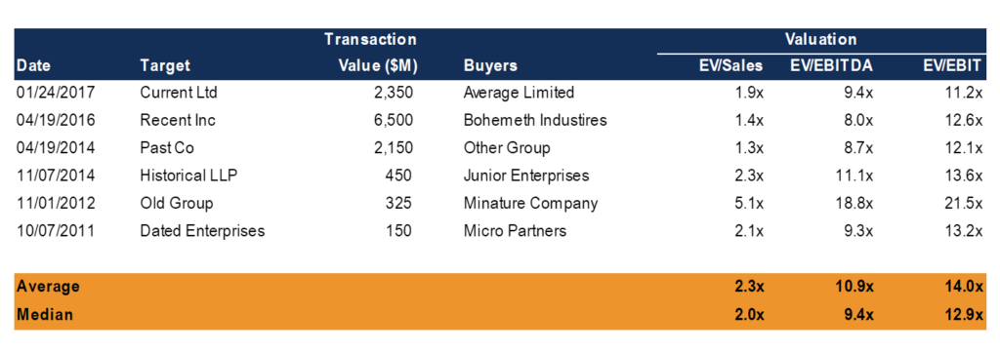 Transaction Valuation
Date Target Value ($M) Buyers EV/Sales EV/EBITDA EV/EBIT
01/24/2017 Current Ltd 2,350 Average Limited 1.9x 9.4x 11.2x
04/19/2016 Recent Inc 6,500 Bohemeth Industires 1.4x 8.0x 12.6x
04/19/2014 Past Co 2,150 Other Group 1.3x 8.7x 12.1x
11/07/2014 Historical LLP 450 Junior Enterprises 2.3x 11.1x 13.6x
11/01/2012 Old Group 325 Minature Company 5.1x 18.8x 21.5x
10/07/2011 Dated Enterprises 150 Micro Partners 2.1x 9.3x 13.2x
Average 2.3x 10.9x 14.0x
Median 2.0x 9.4x 12.9x